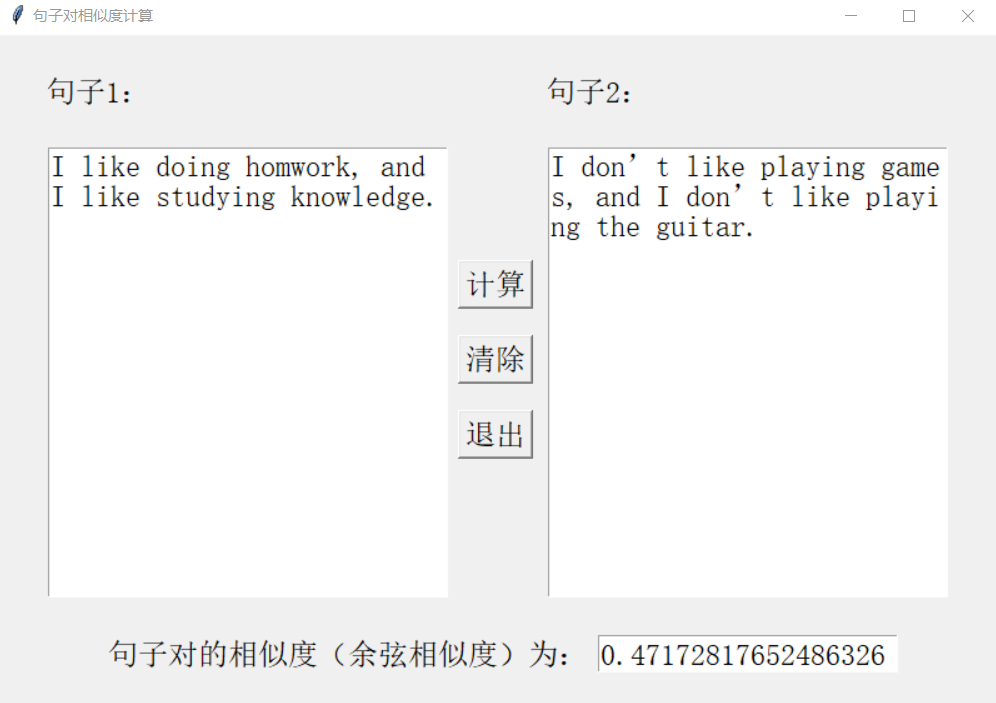 句子对相似度计算
句子1：
句子2：
I like doing homwork, and
I like studying knowledge.
I don’t like playing game
s, and I don’t like playi
ng the guitar.
计算
清除
退出
句子对的相似度（余弦相似度）为：
0.47172817652486326